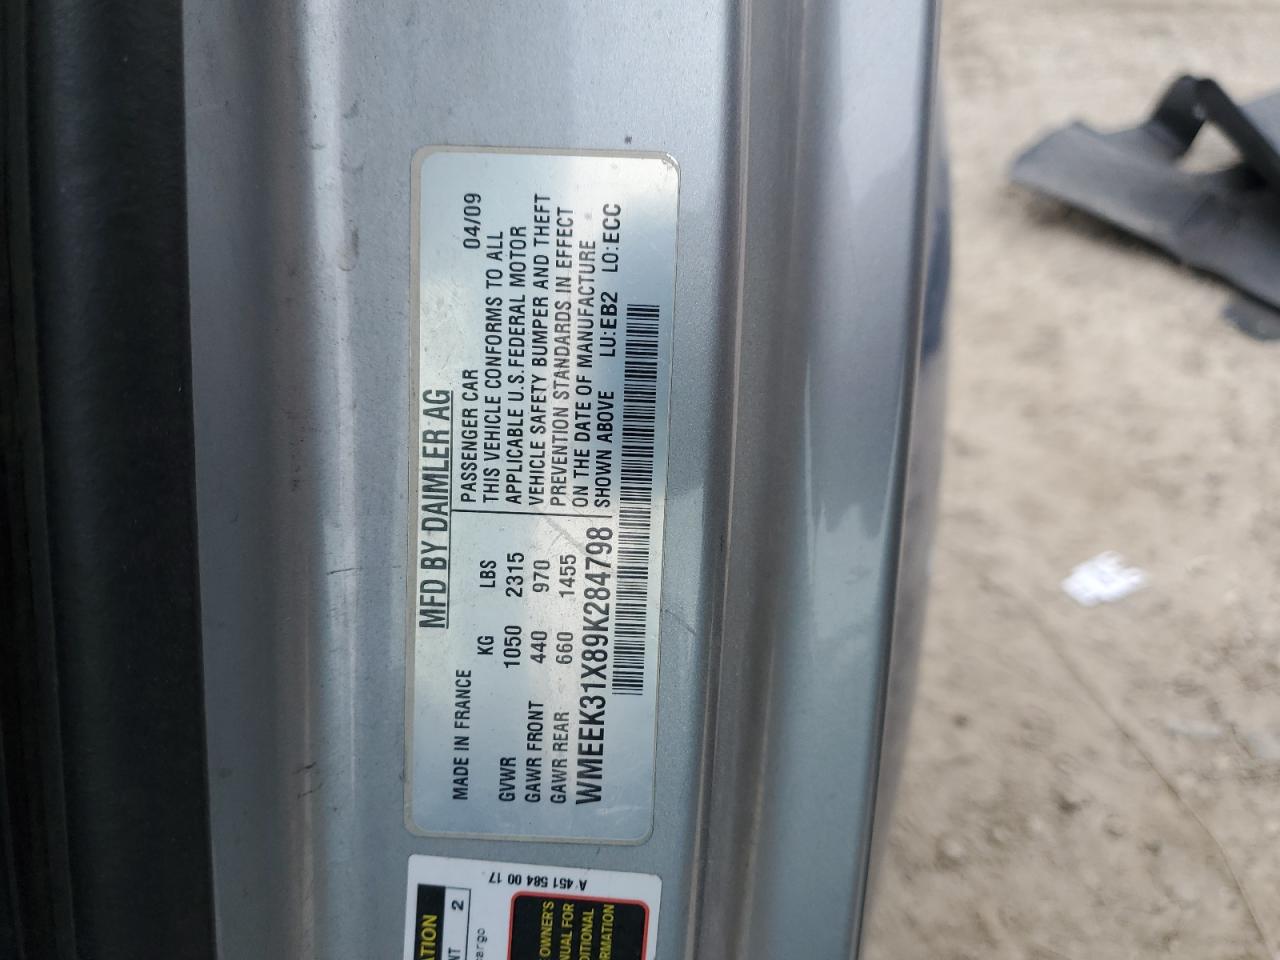 MFD BY DAIMLER AG
MADE IN FRANCE
KG LBS
GVWR 1050 2315
GAWR FRONT 440 970
GAWR REAR 660 1455
PASSENGER CAR 04/09
THIS VEHICLE CONFORMS TO ALL
APPLICABLE U.S. FEDERAL MOTOR
VEHICLE SAFETY BUMPER AND THEFT
PREVENTION STANDARDS IN EFFECT
ON THE DATE OF MANUFACTURE
SHOWN ABOVE LU:EB2 LO:ECC
WMEEK31X89K284798
A 451 584 00 17
2
OWNER'S